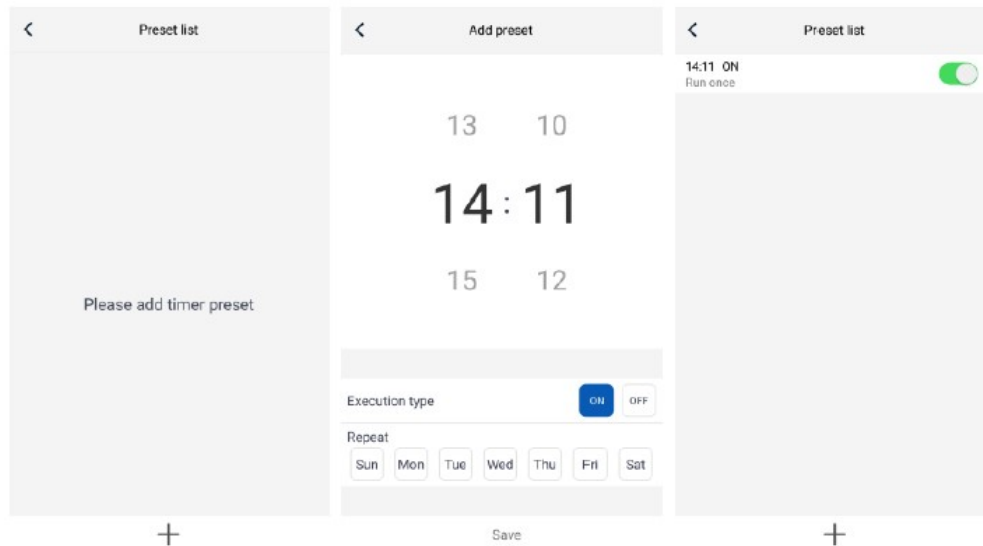 Preset list
Please add timer preset
+
Add preset
13 10
14 : 11
15 12
Execution type ON OFF
Repeat
Sun Mon Tue Wed Thu Fri Sat
Save
Preset list
14:11 ON
Run once
+